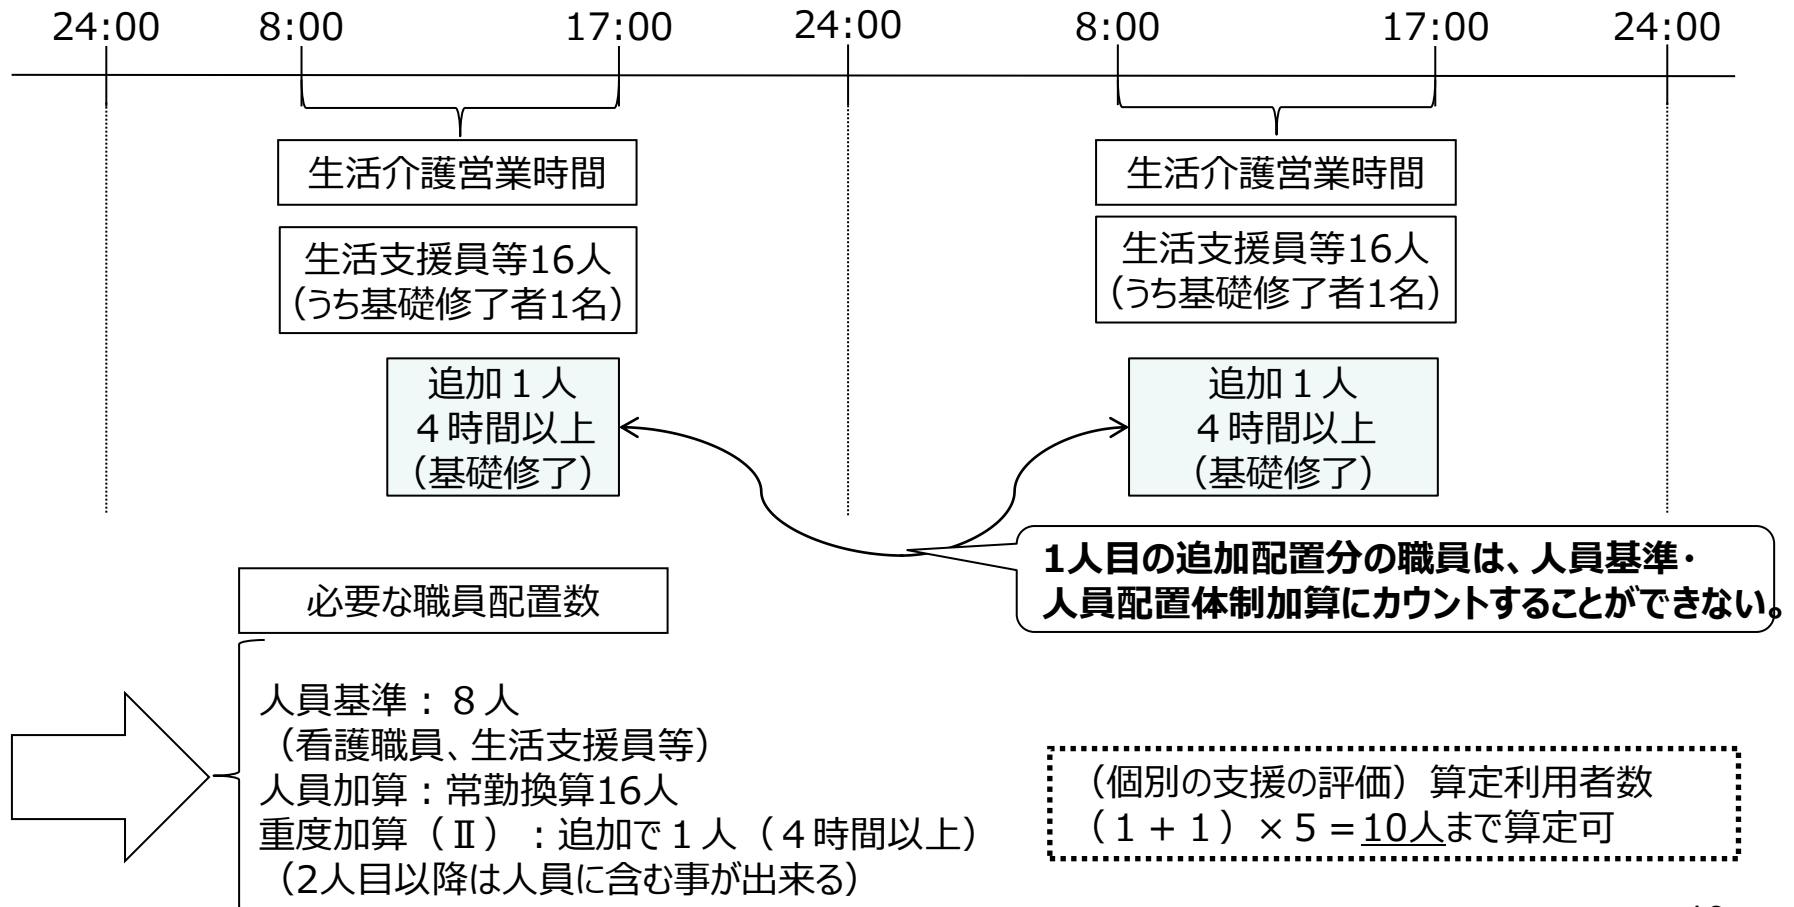 24:00 8:00 17:00 24:00 8:00 17:00 24:00
生活介護営業時間
生活支援員等16人
（うち基礎修了者1名）
追加１人
４時間以上
（基礎修了）
生活介護営業時間
生活支援員等16人
（うち基礎修了者1名）
追加１人
４時間以上
（基礎修了）
1人目の追加配置分の職員は、人員基準・
人員配置体制加算にカウントすることができない。
必要な職員配置数
人員基準：８人
（看護職員、生活支援員等）
人員加算：常勤換算16人
重度加算（Ⅱ）：追加で１人（４時間以上）
（2人目以降は人員に含む事が出来る）
（個別の支援の評価）算定利用者数
（１＋１）×５＝10人まで算定可